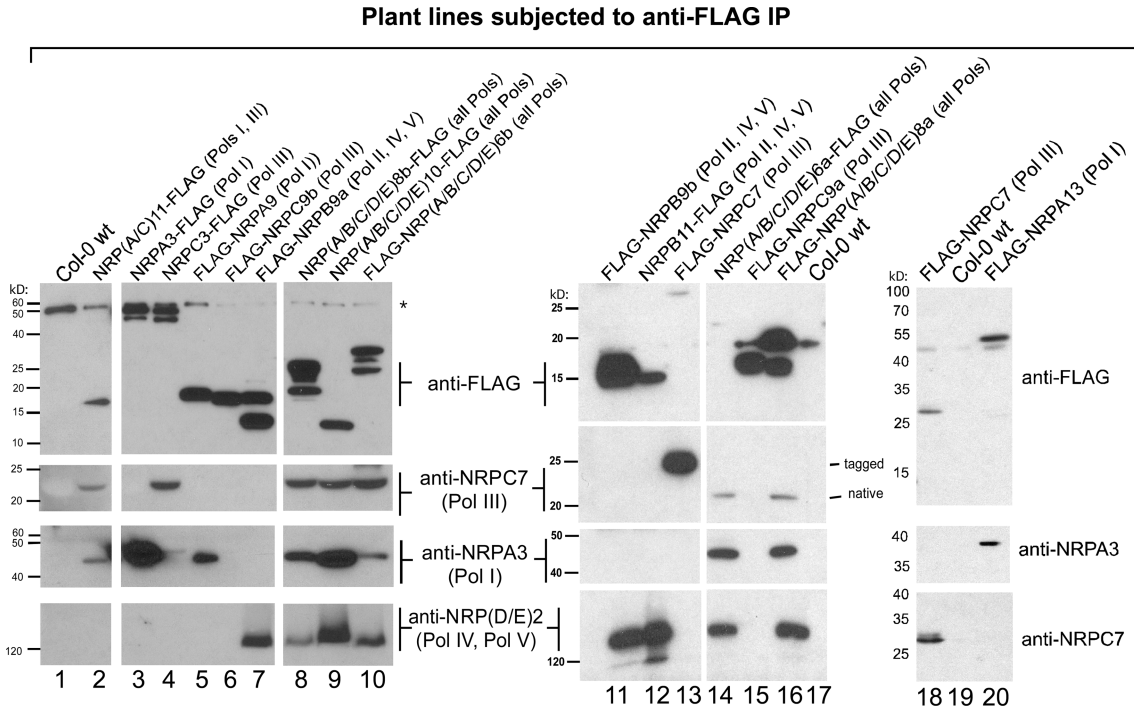 Plant lines subjected to anti-FLAG IP
Col-0 wt
NRP(A/C)11-FLAG (Pols I, III)
NRPA3-FLAG (Pol I)
NRPC3-FLAG (Pol III)
FLAG-NRPA9 (Pol I))
FLAG-NRPC9b (Pol III)
FLAG-NRPB9a (Pol II, IV, V)
NRP(A/B/C/D/E)8b-FLAG (all Pols)
NRP(A/B/C/D/E)10-FLAG (all Pols)
FLAG-NRP(A/B/C/D/E)6b (all Pols)
FLAG-NRPB9b (Pol II, IV, V)
NRPB11-FLAG (Pol II, IV, V)
FLAG-NRPC7 (Pol III)
NRP(A/B/C/D/E)6a-FLAG (all Pols)
FLAG-NRPC9a (Pol III)
FLAG-NRP(A/B/C/D/E)8a (all Pols)
Col-0 wt
FLAG-NRPC7 (Pol III)
Col-0 wt
FLAG-NRPA13 (Pol I)
kD:
60
50
40
25
20
15
10
*
anti-FLAG
kD:
25
20
15
kD:
100
70
55
40
35
25
15
anti-FLAG
25
20
anti-NRPC7
(Pol III)
25
20
tagged
native
60
50
40
anti-NRPA3
(Pol I)
50
40
40
35
anti-NRPA3
120
anti-NRP(D/E)2
(Pol IV, Pol V)
120
40
35
25
anti-NRPC7
1 2 3 4 5 6 7 8 9 10
11 12 13 14 15 16 17
18 19 20